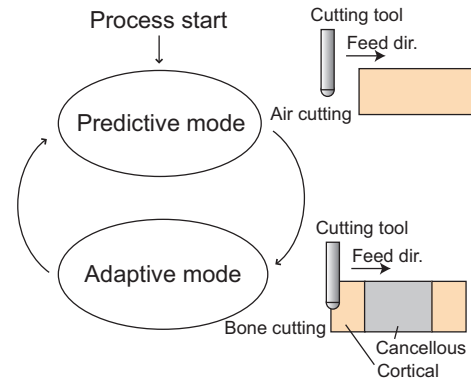 Process start
Predictive mode
Adaptive mode
Cutting tool
Feed dir.
Air cutting
Cutting tool
Feed dir.
Bone cutting
Cancellous
Cortical